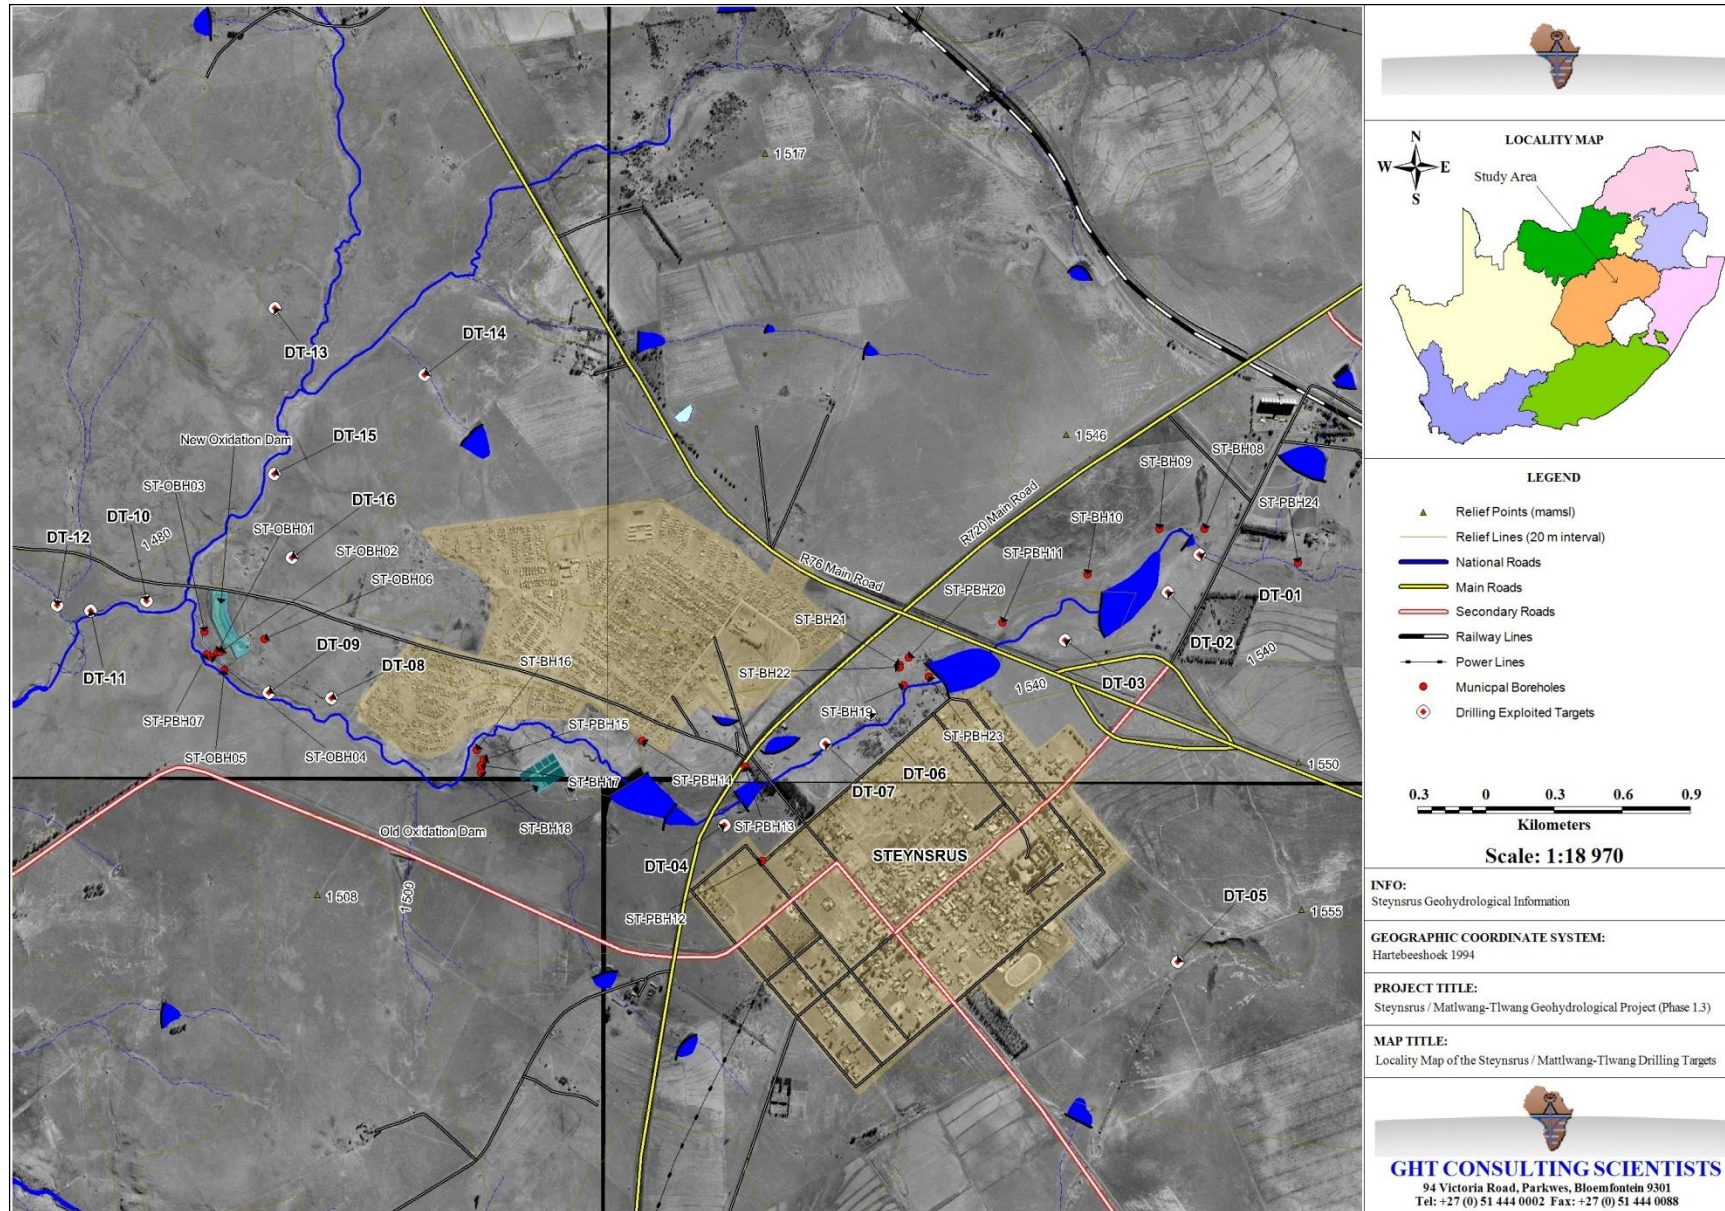 1 517
DT-13
DT-14
New Oxidation Dam
DT-15
1 546
ST-OBH03
DT-16
ST-BH09
ST-BH08
DT-10
ST-PBH24
DT-12
1 480
ST-OBH01
R720 Main Road
ST-BH10
ST-OBH02
ST-PBH11
R76 Main Road
ST-OBH06
ST-PBH20
DT-01
ST-BH21
DT-09
DT-02
DT-08
ST-BH16
1 540
ST-BH22
DT-11
DT-03
1 540
ST-PBH07
ST-PBH15
ST-BH19
ST-PBH23
ST-OBH05
ST-OBH04
1 550
DT-06
ST-BH17
ST-PBH14
DT-07
ST-BH18
ST-PBH13
Old Oxidation Dam
DT-04
STEYNSRUS
1 508
1 500
DT-05
1 555
ST-PBH12
N
W E
S
LOCALITY MAP
Study Area
LEGEND
Relief Points (mamsl)
Relief Lines (20 m interval)
National Roads
Main Roads
Secondary Roads
Railway Lines
Power Lines
Municpal Boreholes
Drilling Exploited Targets
0.3 0 0.3 0.6 0.9
Kilometers
Scale: 1:18 970
INFO:
Steynsrus Geohydrological Information
GEOGRAPHIC COORDINATE SYSTEM:
Hartebeeshoek 1994
PROJECT TITLE:
Steynsrus / Matlwang-Tlwang Geohydrological Project (Phase 1.3)
MAP TITLE:
Locality Map of the Steynsrus / Mattlwang-Tlwang Drilling Targets
GHT CONSULTING SCIENTISTS
94 Victoria Road, Parkwes, Bloemfontein 9301
Tel: +27 (0) 51 444 0002 Fax: +27 (0) 51 444 0088